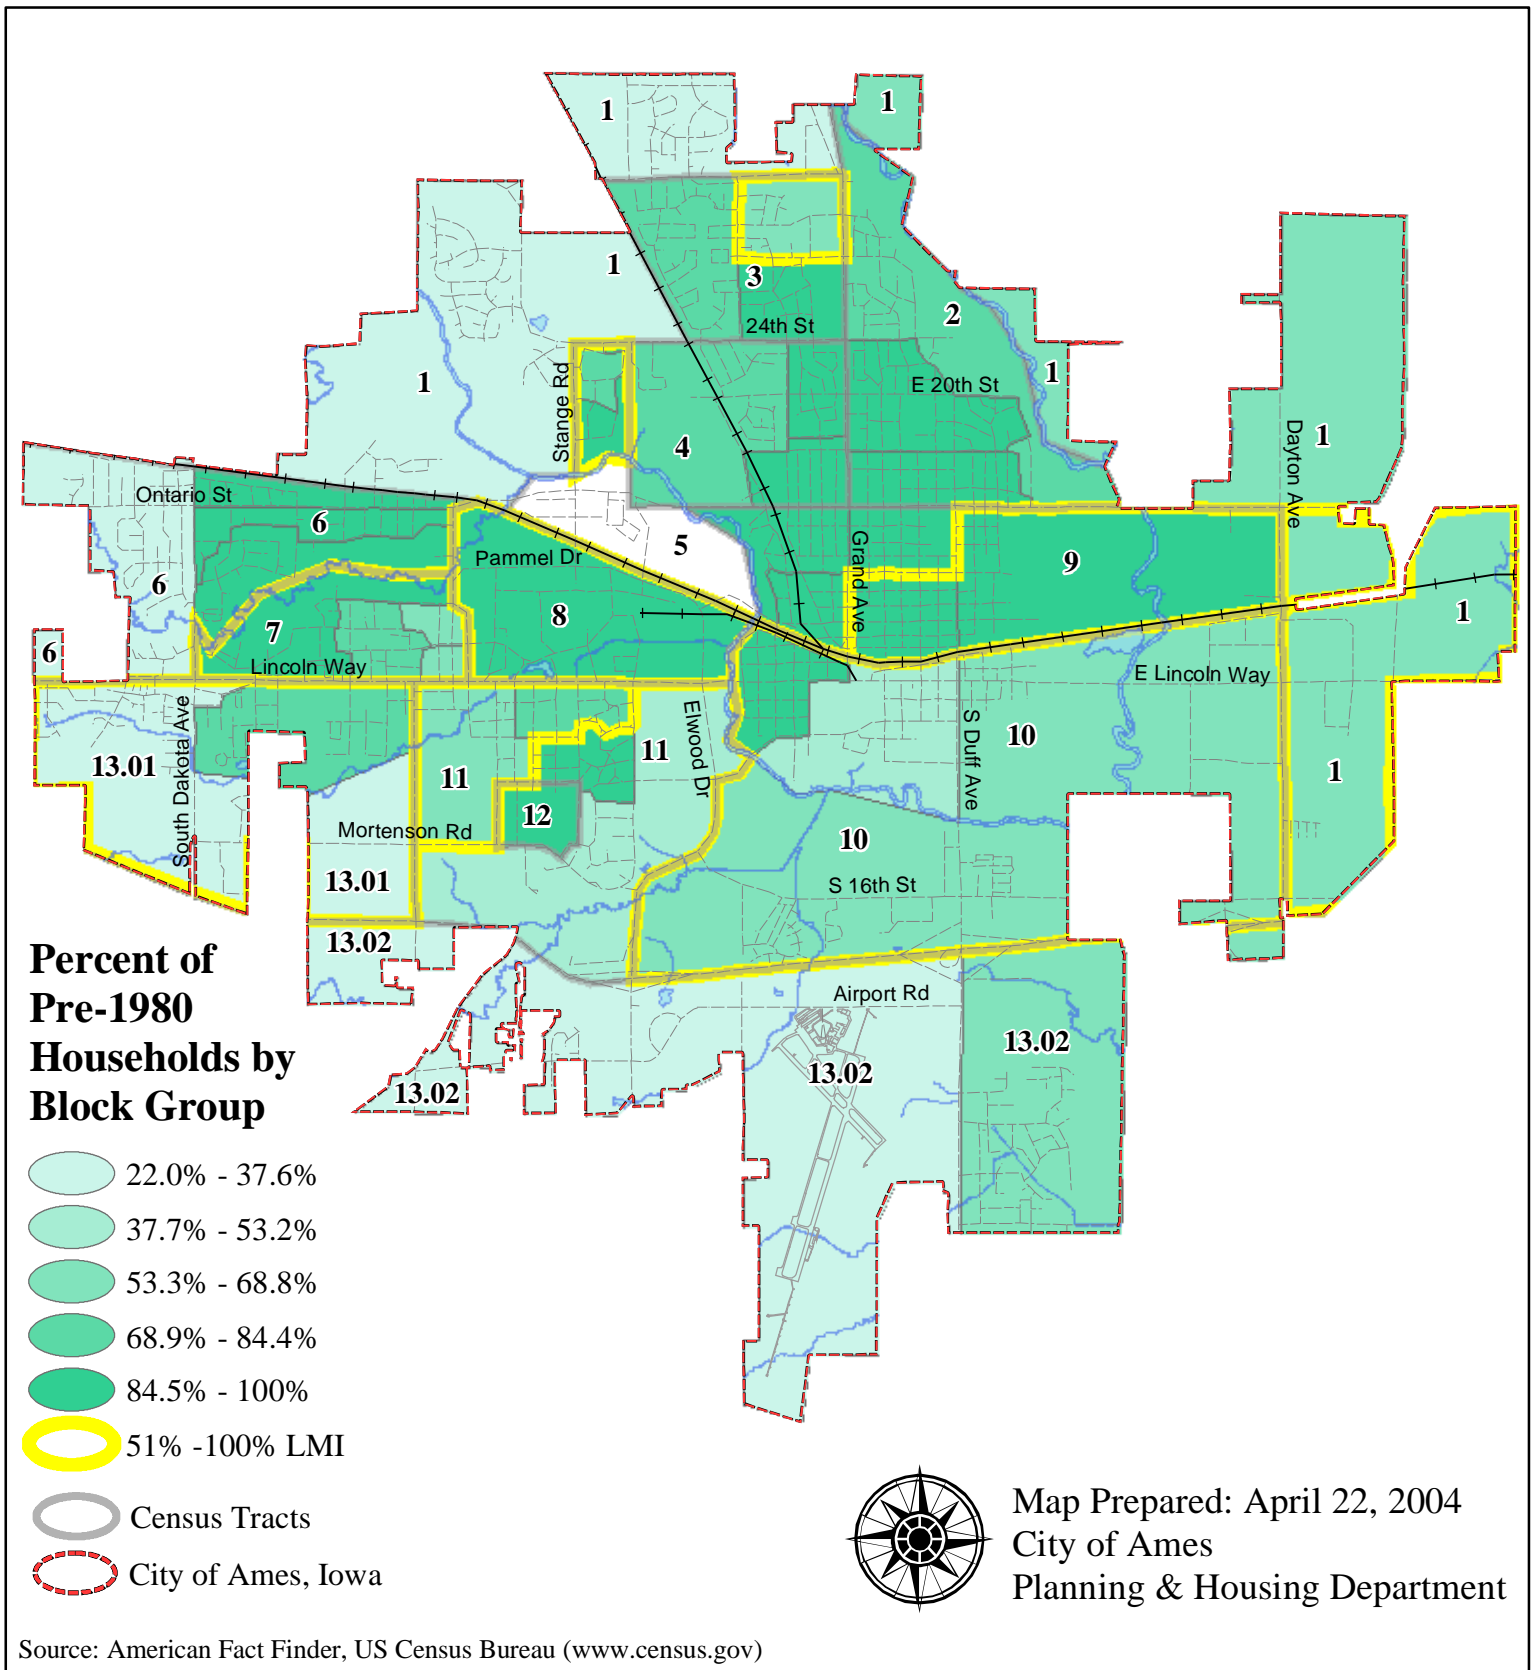 1
1
1
1
3
24th St
2
Stange Rd
1
E 20th St
1
4
Dayton Ave
1
Ontario St
6
Pammel Dr
5
Grand Ave
9
6
8
1
7
6
Lincoln Way
E Lincoln Way
South Dakota Ave
13.01
Elwood Dr
11
S Duff Ave
10
11
1
12
Mortenson Rd
10
13.01
S 16th St
13.02
Airport Rd
13.02
13.02
13.02
Percent of
Pre-1980
Households by
Block Group
22.0% - 37.6%
37.7% - 53.2%
53.3% - 68.8%
68.9% - 84.4%
84.5% - 100%
51% -100% LMI
Census Tracts
City of Ames, Iowa
Map Prepared: April 22, 2004
City of Ames
Planning & Housing Department
Source: American Fact Finder, US Census Bureau (www.census.gov)